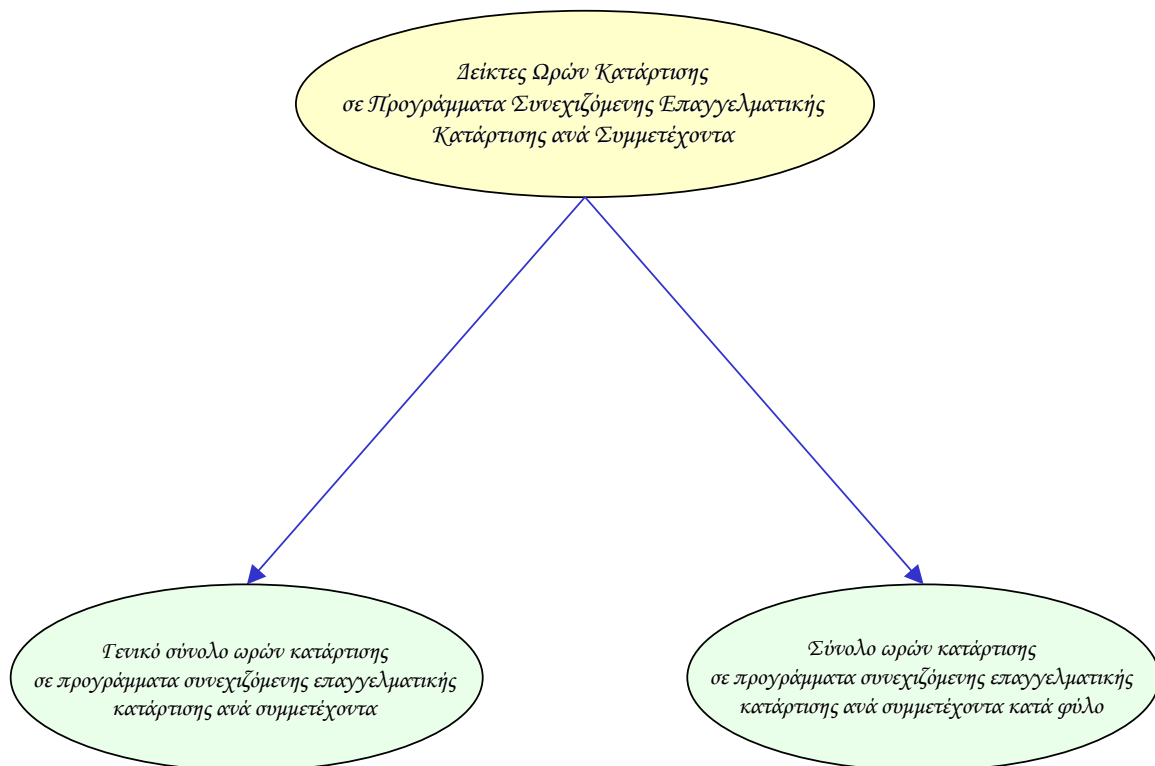 Δείκτες Ωρών Κατάρτισης
σε Προγράμματα Συνεχιζόμενης Επαγγελματικής
Κατάρτισης ανά Συμμετέχοντα
Γενικό σύνολο ωρών κατάρτισης
σε προγράμματα συνεχιζόμενης επαγγελματικής
κατάρτισης ανά συμμετέχοντα
Σύνολο ωρών κατάρτισης
σε προγράμματα συνεχιζόμενης επαγγελματικής
κατάρτισης ανά συμμετέχοντα κατά φύλο